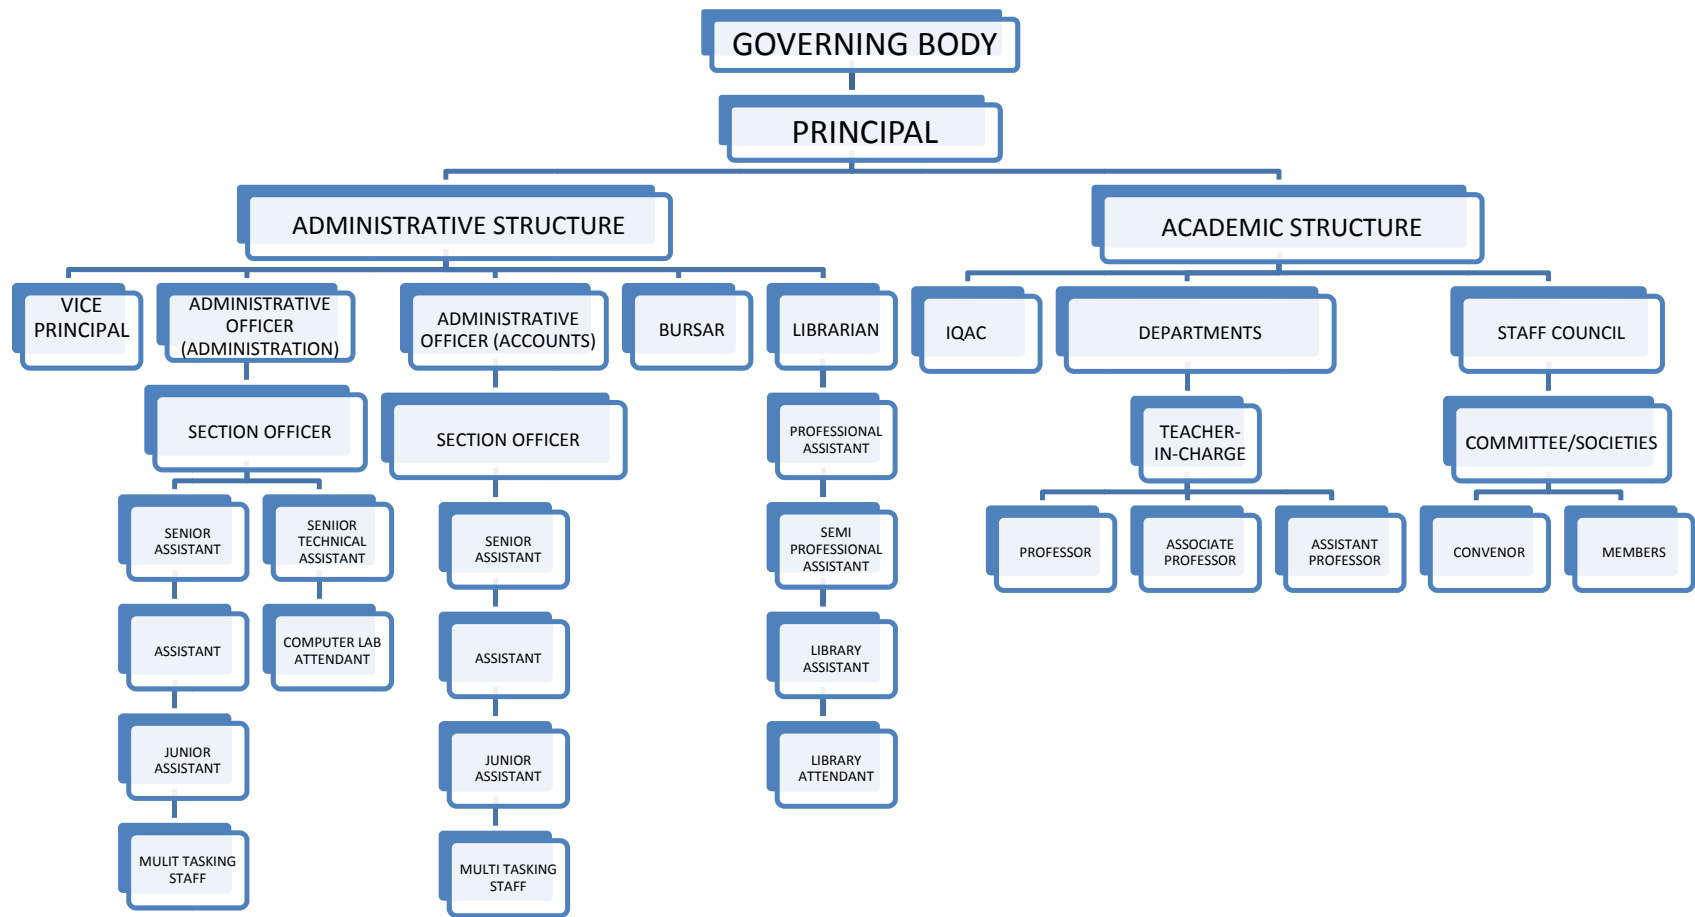 GOVERNING BODY
PRINCIPAL
ADMINISTRATIVE STRUCTURE
ACADEMIC STRUCTURE
VICE
PRINCIPAL
ADMINISTRATIVE
OFFICER
(ADMINISTRATION)
ADMINISTRATIVE
OFFICER (ACCOUNTS)
BURSAR
LIBRARIAN
IQAC
DEPARTMENTS
STAFF COUNCIL
SECTION OFFICER
SECTION OFFICER
PROFESSIONAL
ASSISTANT
TEACHER-
IN-CHARGE
COMMITTEE/SOCIETIES
SENIOR
ASSISTANT
SENIIOR
TECHNICAL
ASSISTANT
SENIOR
ASSISTANT
SEMI
PROFESSIONAL
ASSISTANT
PROFESSOR
ASSOCIATE
PROFESSOR
ASSISTANT
PROFESSOR
CONVENOR
MEMBERS
ASSISTANT
COMPUTER LAB
ATTENDANT
ASSISTANT
LIBRARY
ASSISTANT
JUNIOR
ASSISTANT
JUNIOR
ASSISTANT
LIBRARY
ATTENDANT
MULIT TASKING
STAFF
MULTI TASKING
STAFF